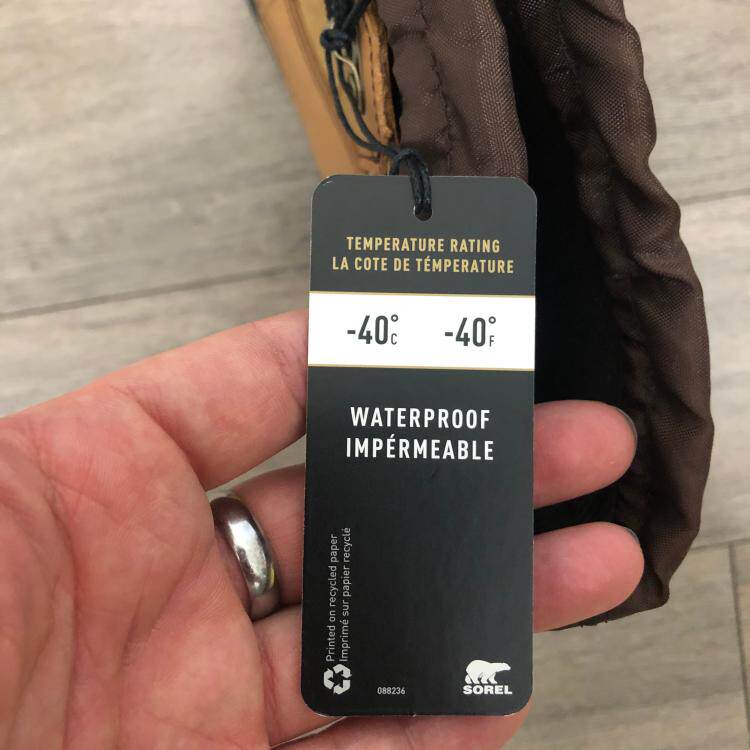 TEMPERATURE RATING
LA COTE DE TÉMPERATURE
-40°C -40°F
WATERPROOF
IMPÉRMEABLE
Printed on recycled paper
Imprimé sur papier recyclé
088236
SOREL